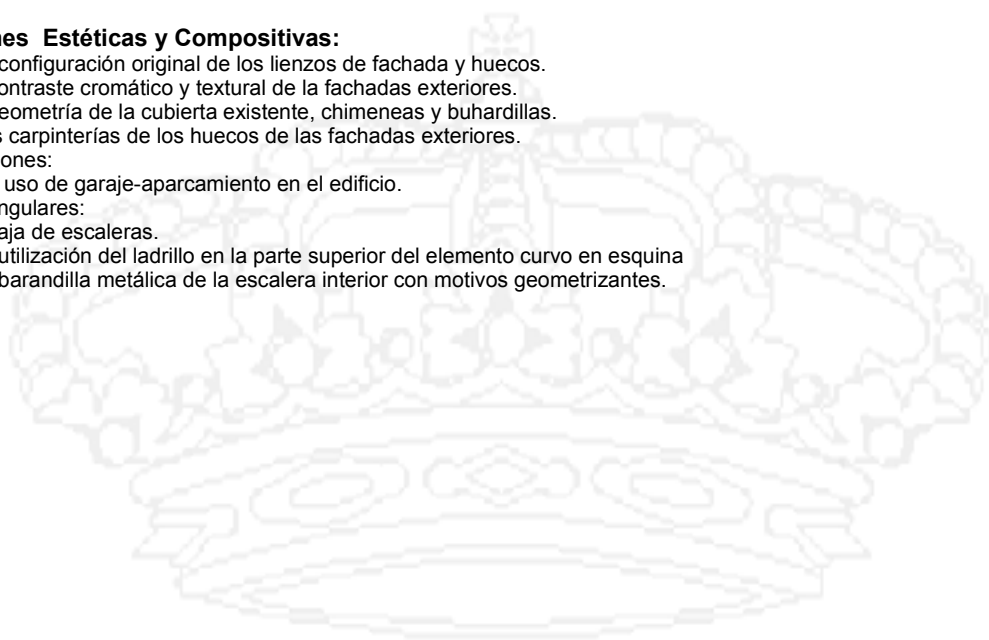 nes Estéticas y Compositivas:
configuración original de los lienzos de fachada y huecos.
ontraste cromático y textural de la fachadas exteriores.
eometría de la cubierta existente, chimeneas y buhardillas.
s carpinterías de los huecos de las fachadas exteriores.
ones:
uso de garaje-aparcamiento en el edificio.
ngulares:
aja de escaleras.
utilización del ladrillo en la parte superior del elemento curvo en esquina
barandilla metálica de la escalera interior con motivos geometrizantes.